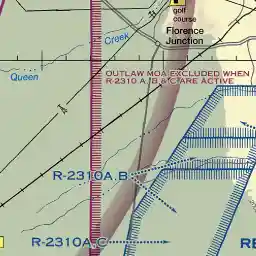 golf
course
Florence
Junction
Creek
Queen
OUTLAW MOA EXCLUDED WHEN
R-2310 A, B & C ARE ACTIVE
R-2310A, B
R-2310A, C
RE